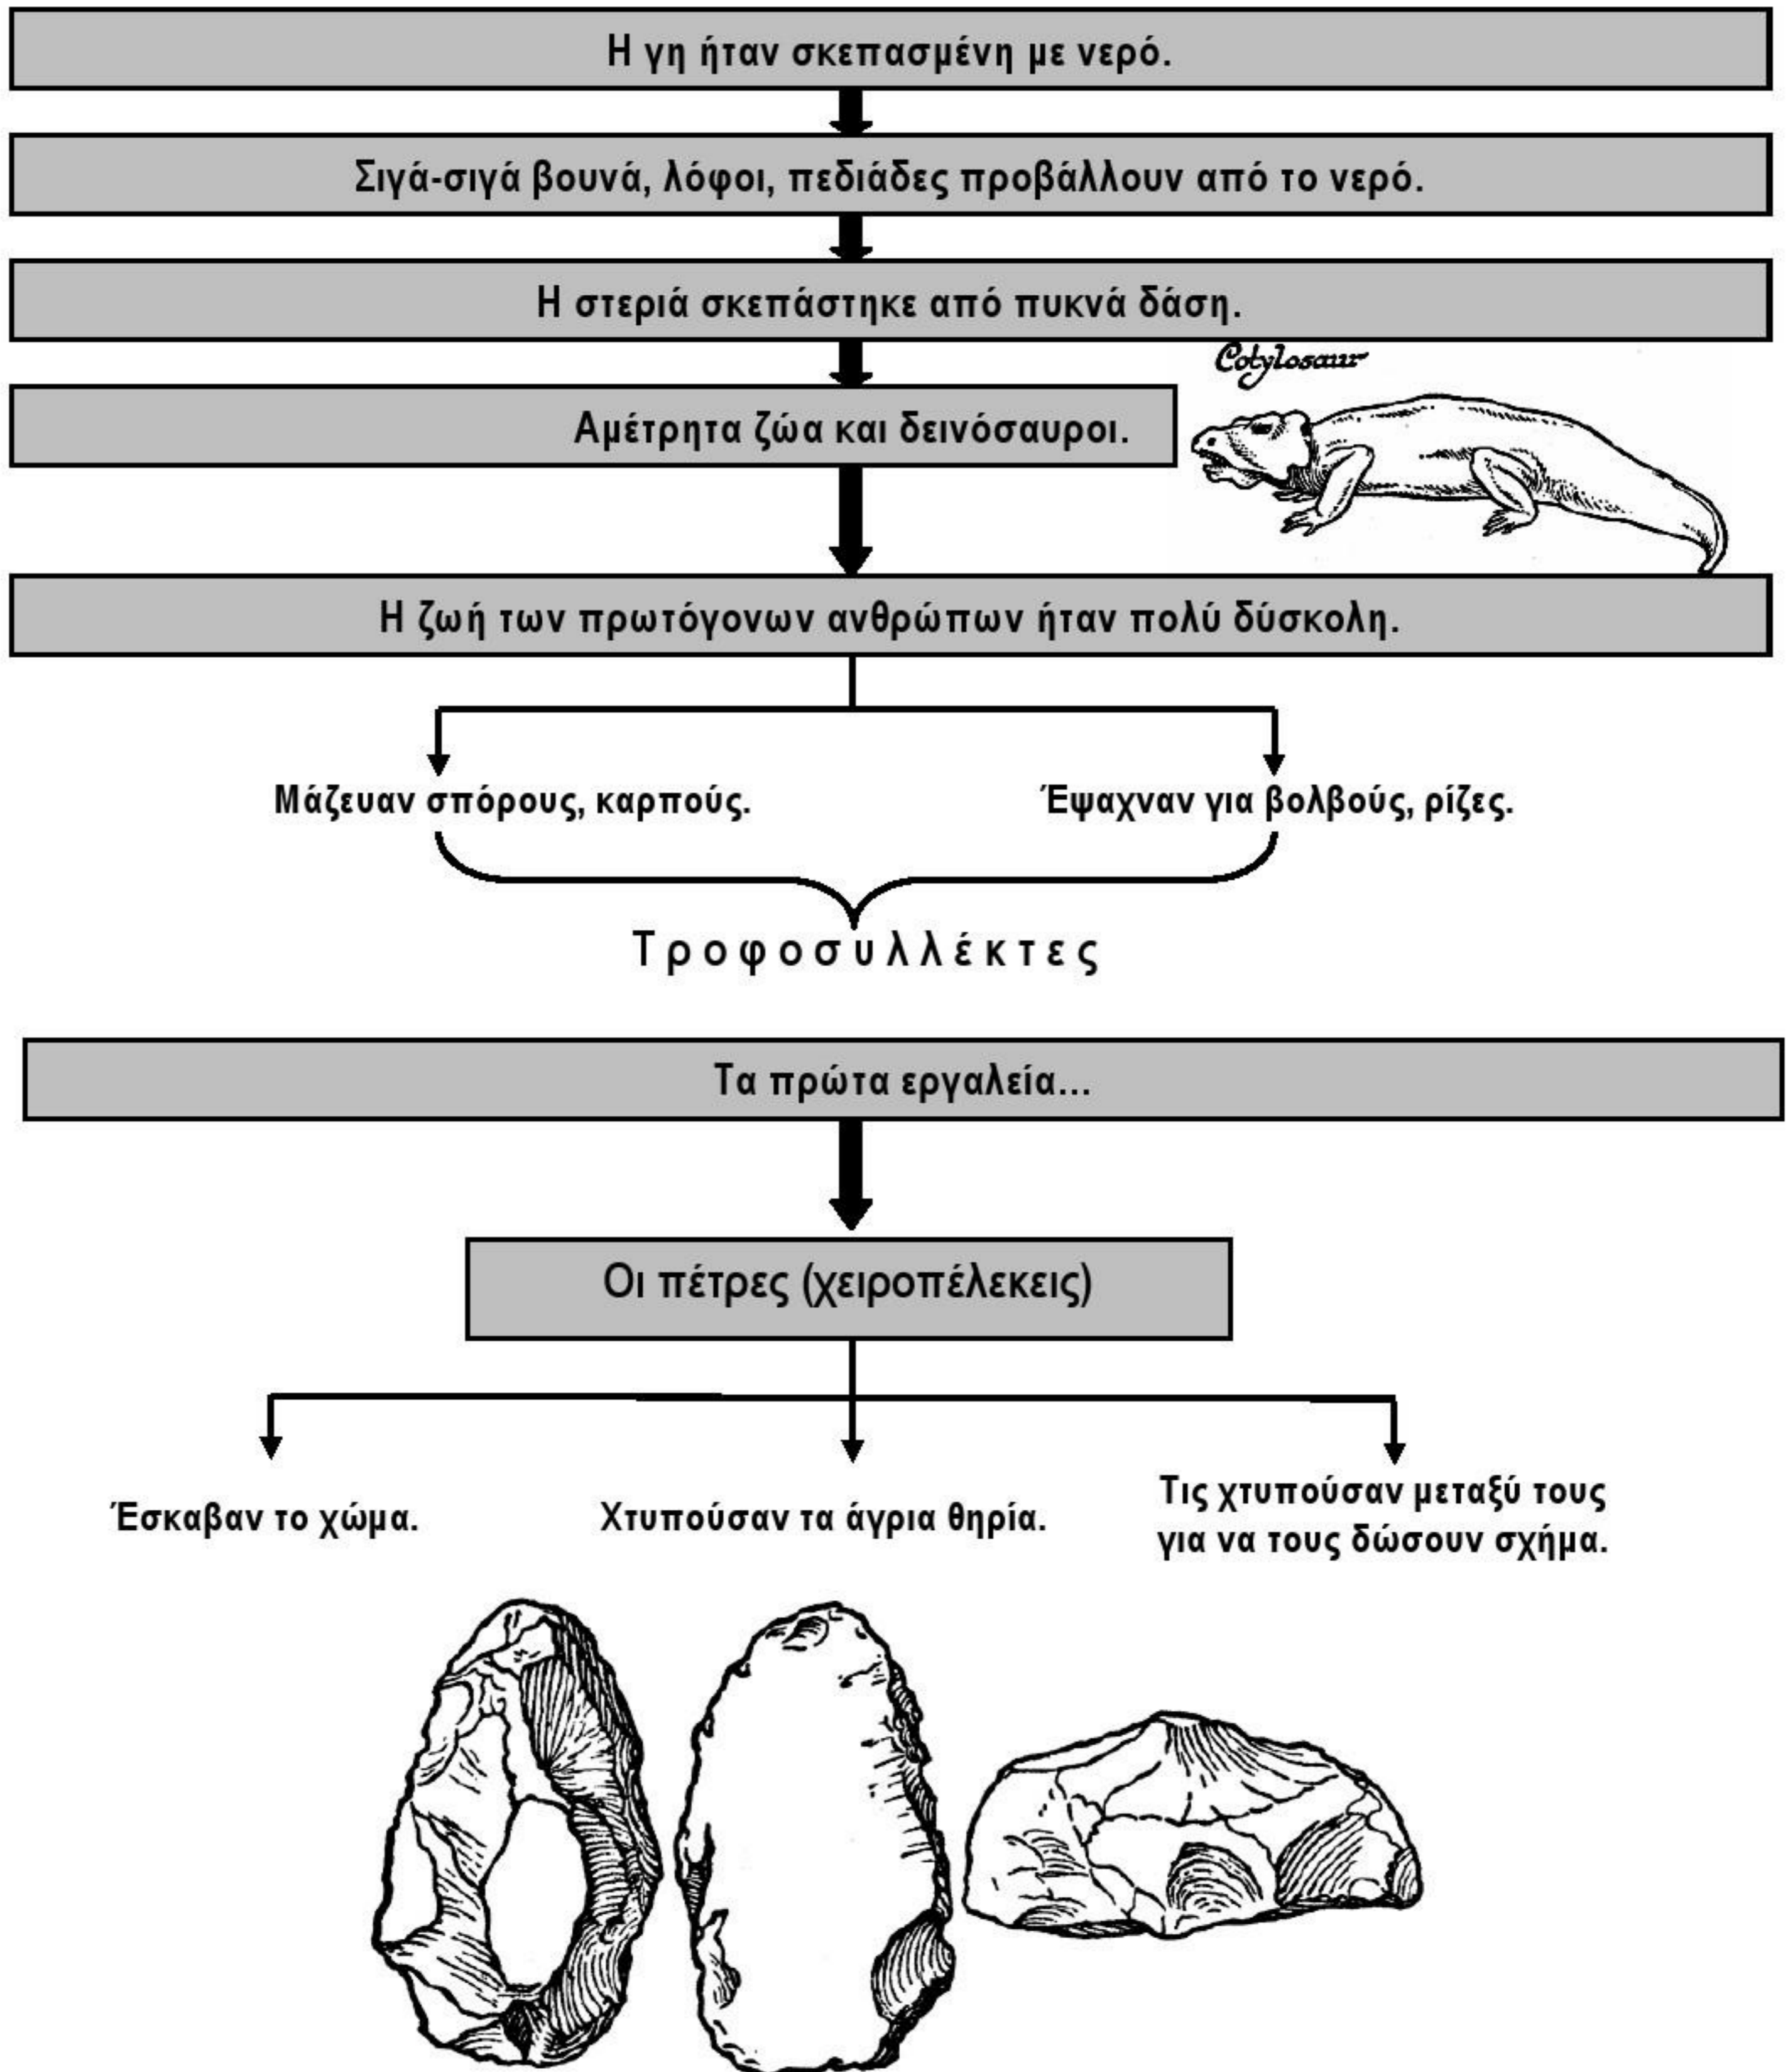 Η γη ήταν σκεπασμένη με νερό.
Σιγά-σιγά βουνά, λόφοι, πεδιάδες προβάλλουν από το νερό.
Η στεριά σκεπάστηκε από πυκνά δάση.
Cotylosaur
Αμέτρητα ζώα και δεινόσαυροι.
Η ζωή των πρωτόγονων ανθρώπων ήταν πολύ δύσκολη.
Μάζευαν σπόρους, καρπούς.
Έψαχναν για βολβούς, ρίζες.
Τροφοσυλλέκτες
Τα πρώτα εργαλεία...
Οι πέτρες (χειροπέλεκεις)
Έσκαβαν το χώμα.
Χτυπούσαν τα άγρια θηρία.
Τις χτυπούσαν μεταξύ τους
για να τους δώσουν σχήμα.